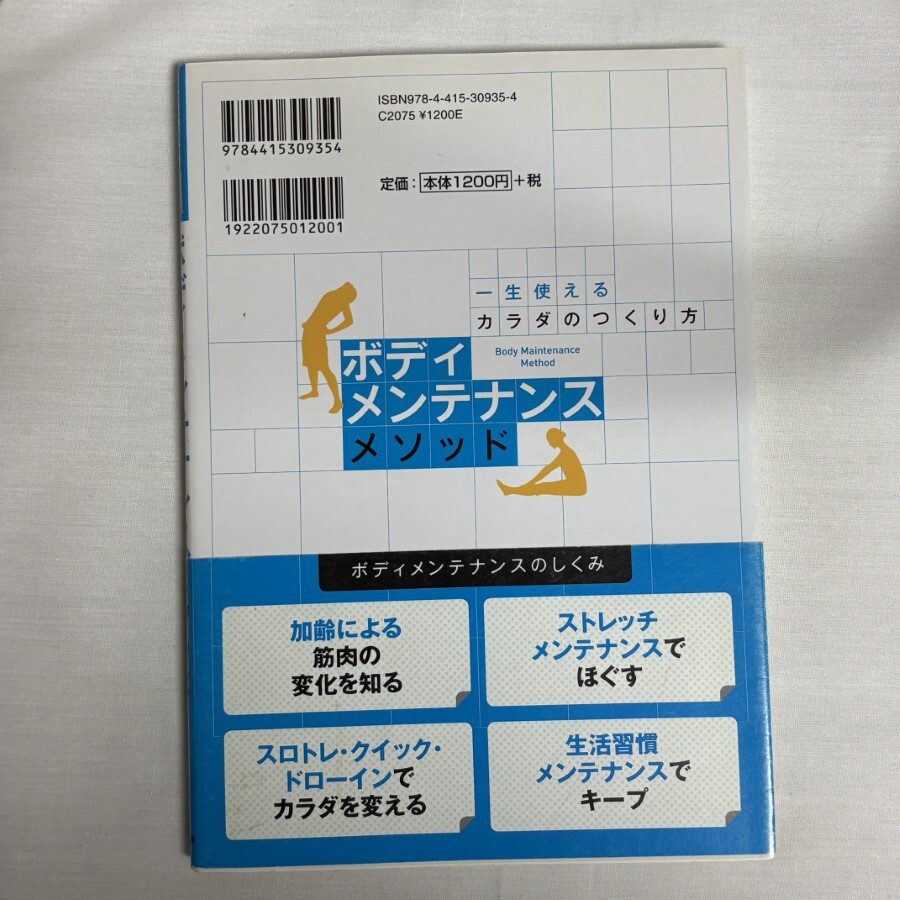 ISBN978-4-415-30935-4
C2075 ¥1200E
9784415309354
定価：本体1200円＋税
1922075012001
一生使える
カラダのつくり方
ボディ
Body Maintenance
Method
メンテナンス
メソッド
ボディメンテナンスのしくみ
加齢による
筋肉の
変化を知る
ストレッチ
メンテナンスで
ほぐす
スロトレ・クイック・
ドローインで
カラダを変える
生活習慣
メンテナンスで
キープ